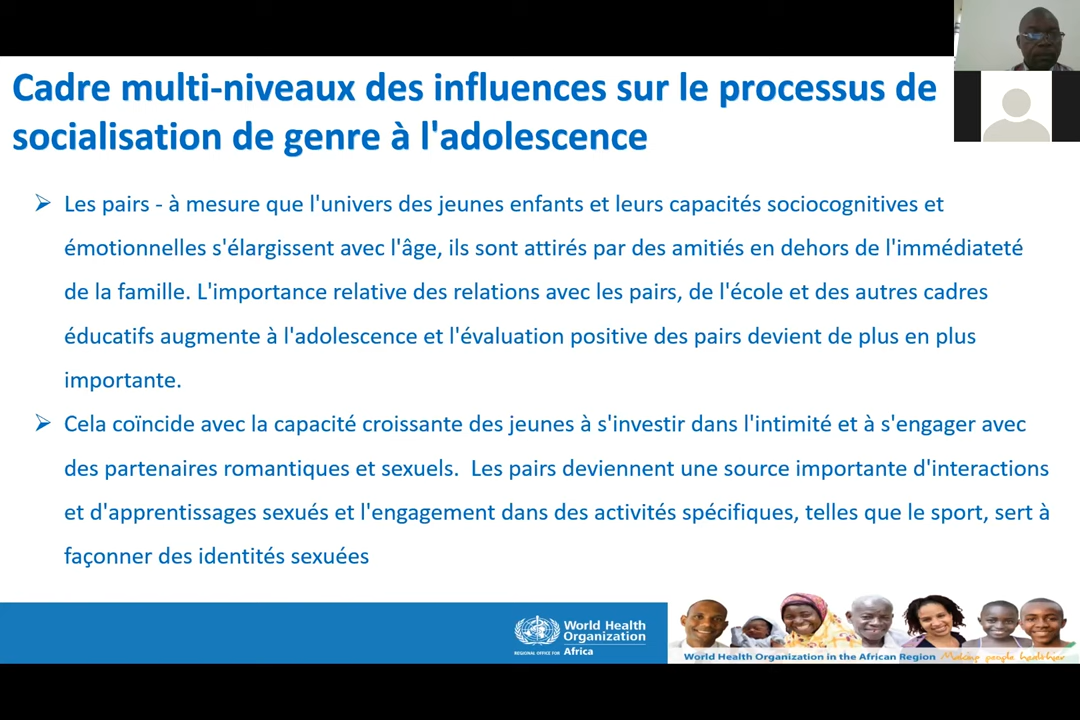 Cadre multi-niveaux des influences sur le processus de
socialisation de genre à l'adolescence
Les pairs - à mesure que l'univers des jeunes enfants et leurs capacités sociocognitives et
émotionnelles s'élargissent avec l'âge, ils sont attirés par des amitiés en dehors de l'immédiateté
de la famille. L'importance relative des relations avec les pairs, de l'école et des autres cadres
éducatifs augmente à l'adolescence et l'évaluation positive des pairs devient de plus en plus
importante.
Cela coïncide avec la capacité croissante des jeunes à s'investir dans l'intimité et à s'engager avec
des partenaires romantiques et sexuels. Les pairs deviennent une source importante d'interactions
et d'apprentissages sexués et l'engagement dans des activités spécifiques, telles que le sport, sert à
façonner des identités sexuées
World Health
Organization
REGIONAL OFFICE FOR Africa
World Health Organization in the African Region Making people healthier